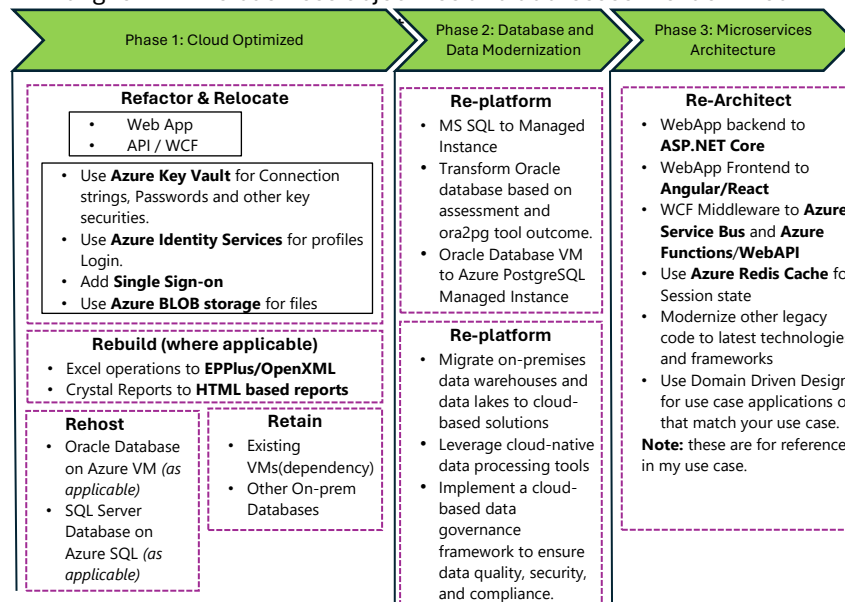 Phase 1: Cloud Optimized
Phase 2: Database and
Data Modernization
Phase 3: Microservices
Architecture
Refactor & Relocate
• Web App
• API / WCF
• Use Azure Key Vault for Connection
strings, Passwords and other key
securities.
• Use Azure Identity Services for profiles
Login.
• Add Single Sign-on
• Use Azure BLOB storage for files
Rebuild (where applicable)
• Excel operations to EPPlus/OpenXML
• Crystal Reports to HTML based reports
Rehost
• Oracle Database
on Azure VM (as
applicable)
• SQL Server
Database on
Azure SQL (as
applicable)
Retain
• Existing
VMs(dependency)
• Other On-prem
Databases
Re-platform
• MS SQL to Managed
Instance
• Transform Oracle
database based on
assessment and
ora2pg tool outcome.
• Oracle Database VM
to Azure PostgreSQL
Managed Instance
Re-platform
• Migrate on-premises
data warehouses and
data lakes to cloud-
based solutions
• Leverage cloud-native
data processing tools
• Implement a cloud-
based data
governance
framework to ensure
data quality, security,
and compliance.
Re-Architect
• WebApp backend to
ASP.NET Core
• WebApp Frontend to
Angular/React
• WCF Middleware to Azure
Service Bus and Azure
Functions/WebAPI
• Use Azure Redis Cache fo
Session state
• Modernize other legacy
code to latest technologie
and frameworks
• Use Domain Driven Design
for use case applications o
that match your use case.
Note: these are for reference
in my use case.